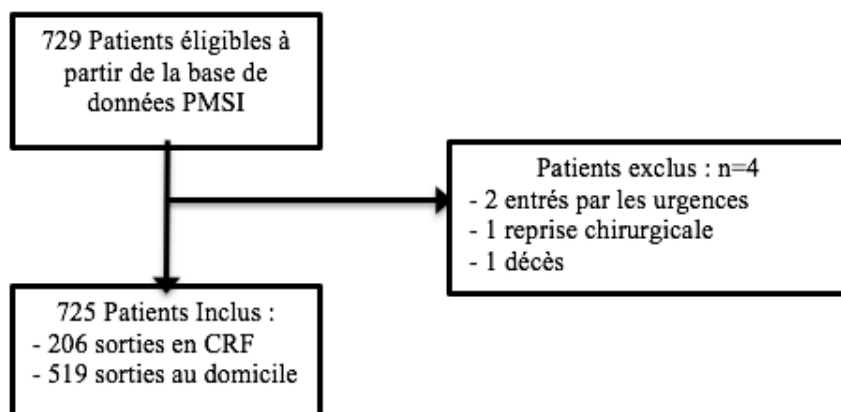 729 Patients éligibles à
partir de la base de
données PMSI
Patients exclus : n=4
- 2 entrés par les urgences
- 1 reprise chirurgicale
- 1 décès
725 Patients Inclus :
- 206 sorties en CRF
- 519 sorties au domicile